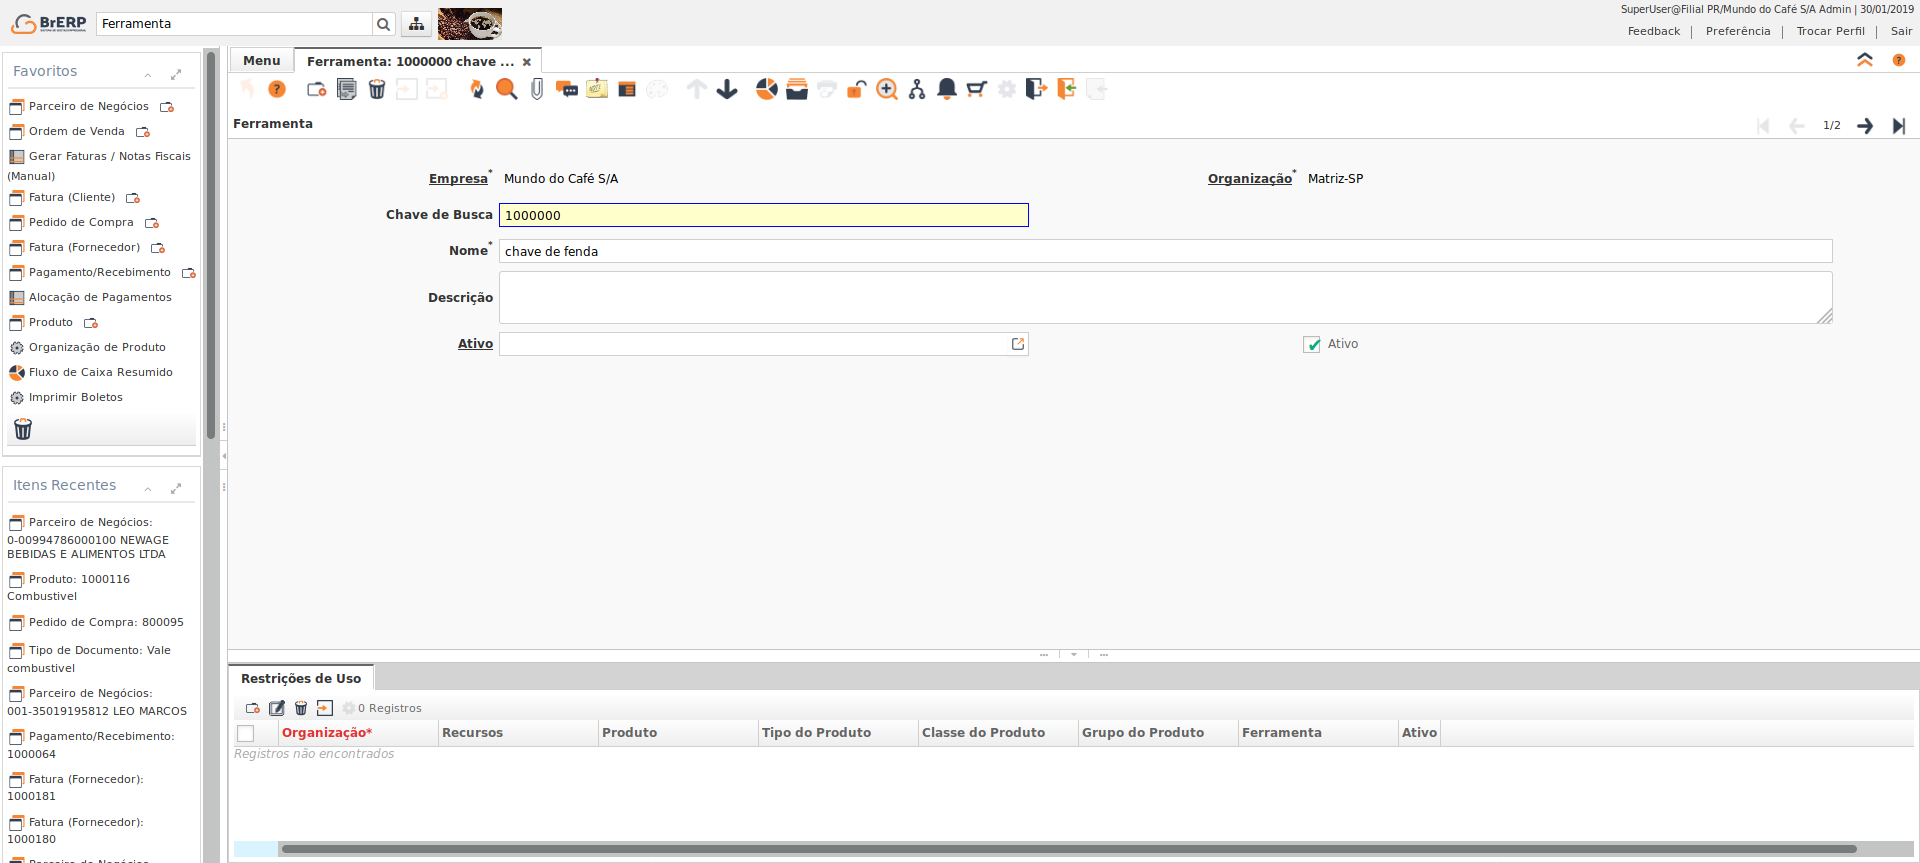 BrERP
Ferramenta
SuperUser@Filial PR/Mundo do Café S/A Admin | 30/01/2019
Feedback | Preferência | Trocar Perfil | Sair
Favoritos
Parceiro de Negócios
Ordem de Venda
Gerar Faturas / Notas Fiscais
(Manual)
Fatura (Cliente)
Pedido de Compra
Fatura (Fornecedor)
Pagamento/Recebimento
Alocação de Pagamentos
Produto
Organização de Produto
Fluxo de Caixa Resumido
Imprimir Boletos
Itens Recentes
Parceiro de Negócios:
0-00994786000100 NEWAGE
BEBIDAS E ALIMENTOS LTDA
Produto: 1000116
Combustivel
Pedido de Compra: 800095
Tipo de Documento: Vale
combustivel
Parceiro de Negócios:
001-35019195812 LEO MARCOS
Pagamento/Recebimento:
1000064
Fatura (Fornecedor):
1000181
Fatura (Fornecedor):
1000180
Parceiro de Negócios
Menu
Ferramenta: 1000000 chave ...
Ferramenta
1/2
Empresa* Mundo do Café S/A
Organização* Matriz-SP
Chave de Busca 1000000
Nome* chave de fenda
Descrição
Ativo
Ativo
Restrições de Uso
0 Registros
Organização* Recursos Produto Tipo do Produto Classe do Produto Grupo do Produto Ferramenta Ativo
Registros não encontrados